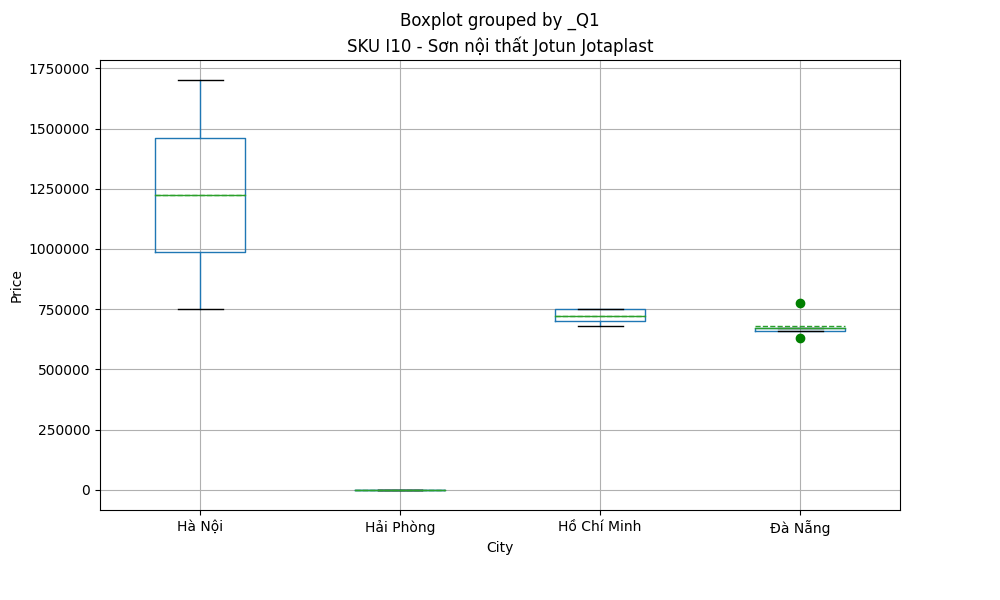 Boxplot grouped by _Q1
SKU I10 - Sơn nội thất Jotun Jotaplast
1750000
1500000
1250000
1000000
750000
500000
250000
0
Price
Hà Nội
Hải Phòng
Hồ Chí Minh
Đà Nẵng
City